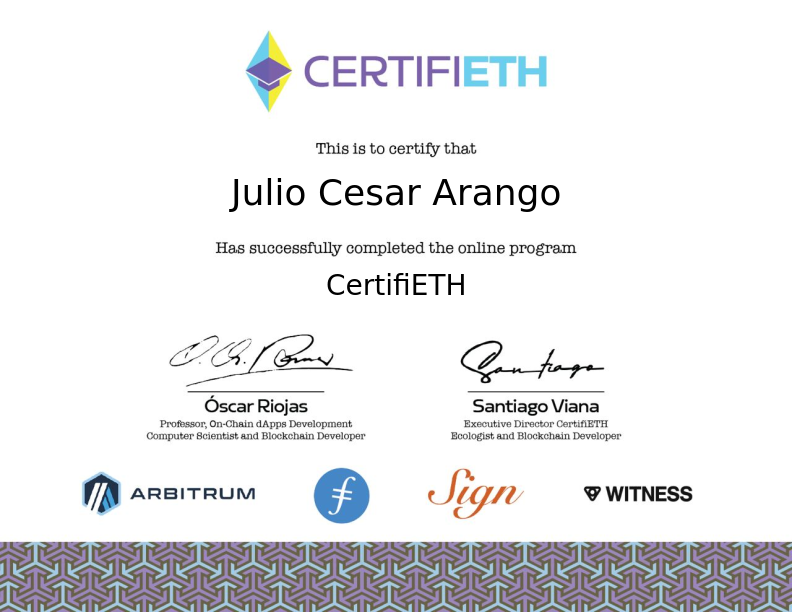 CERTIFIETH
This is to certify that
Julio Cesar Arango
Has successfully completed the online program
CertifiETH
Óscar Riojas
Professor, On-Chain dApps Development
Computer Scientist and Blockchain Developer
Santiago
Santiago Viana
Executive Director CertifiETH
Ecologist and Blockchain Developer
ARBITRUM
Sign
WITNESS